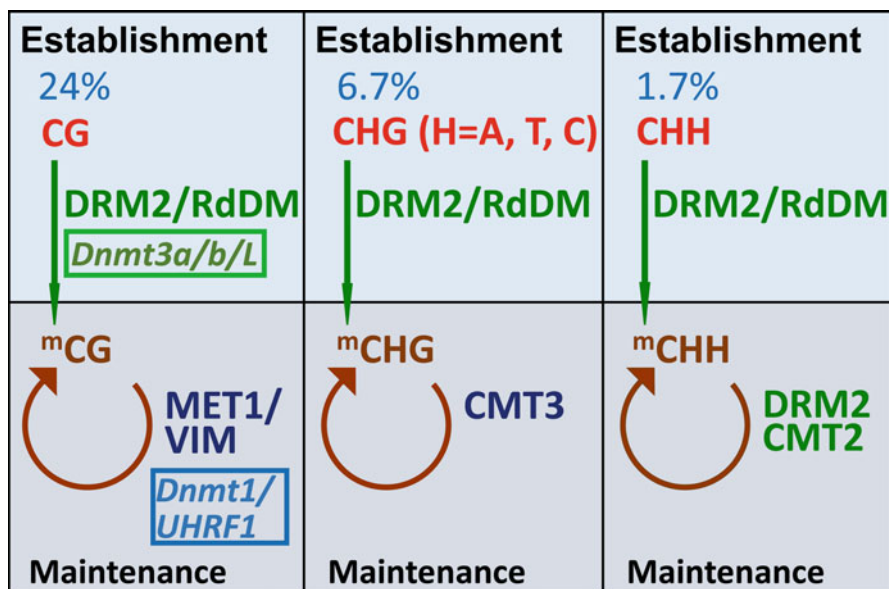 Establishment
24%
CG
DRM2/RdDM
Dnmt3a/b/L
mCG
MET1/
VIM
Dnmt1/
UHRF1
Maintenance
Establishment
6.7%
CHG (H=A, T, C)
DRM2/RdDM
mCHG
CMT3
Maintenance
Establishment
1.7%
CHH
DRM2/RdDM
mCHH
DRM2
CMT2
Maintenance